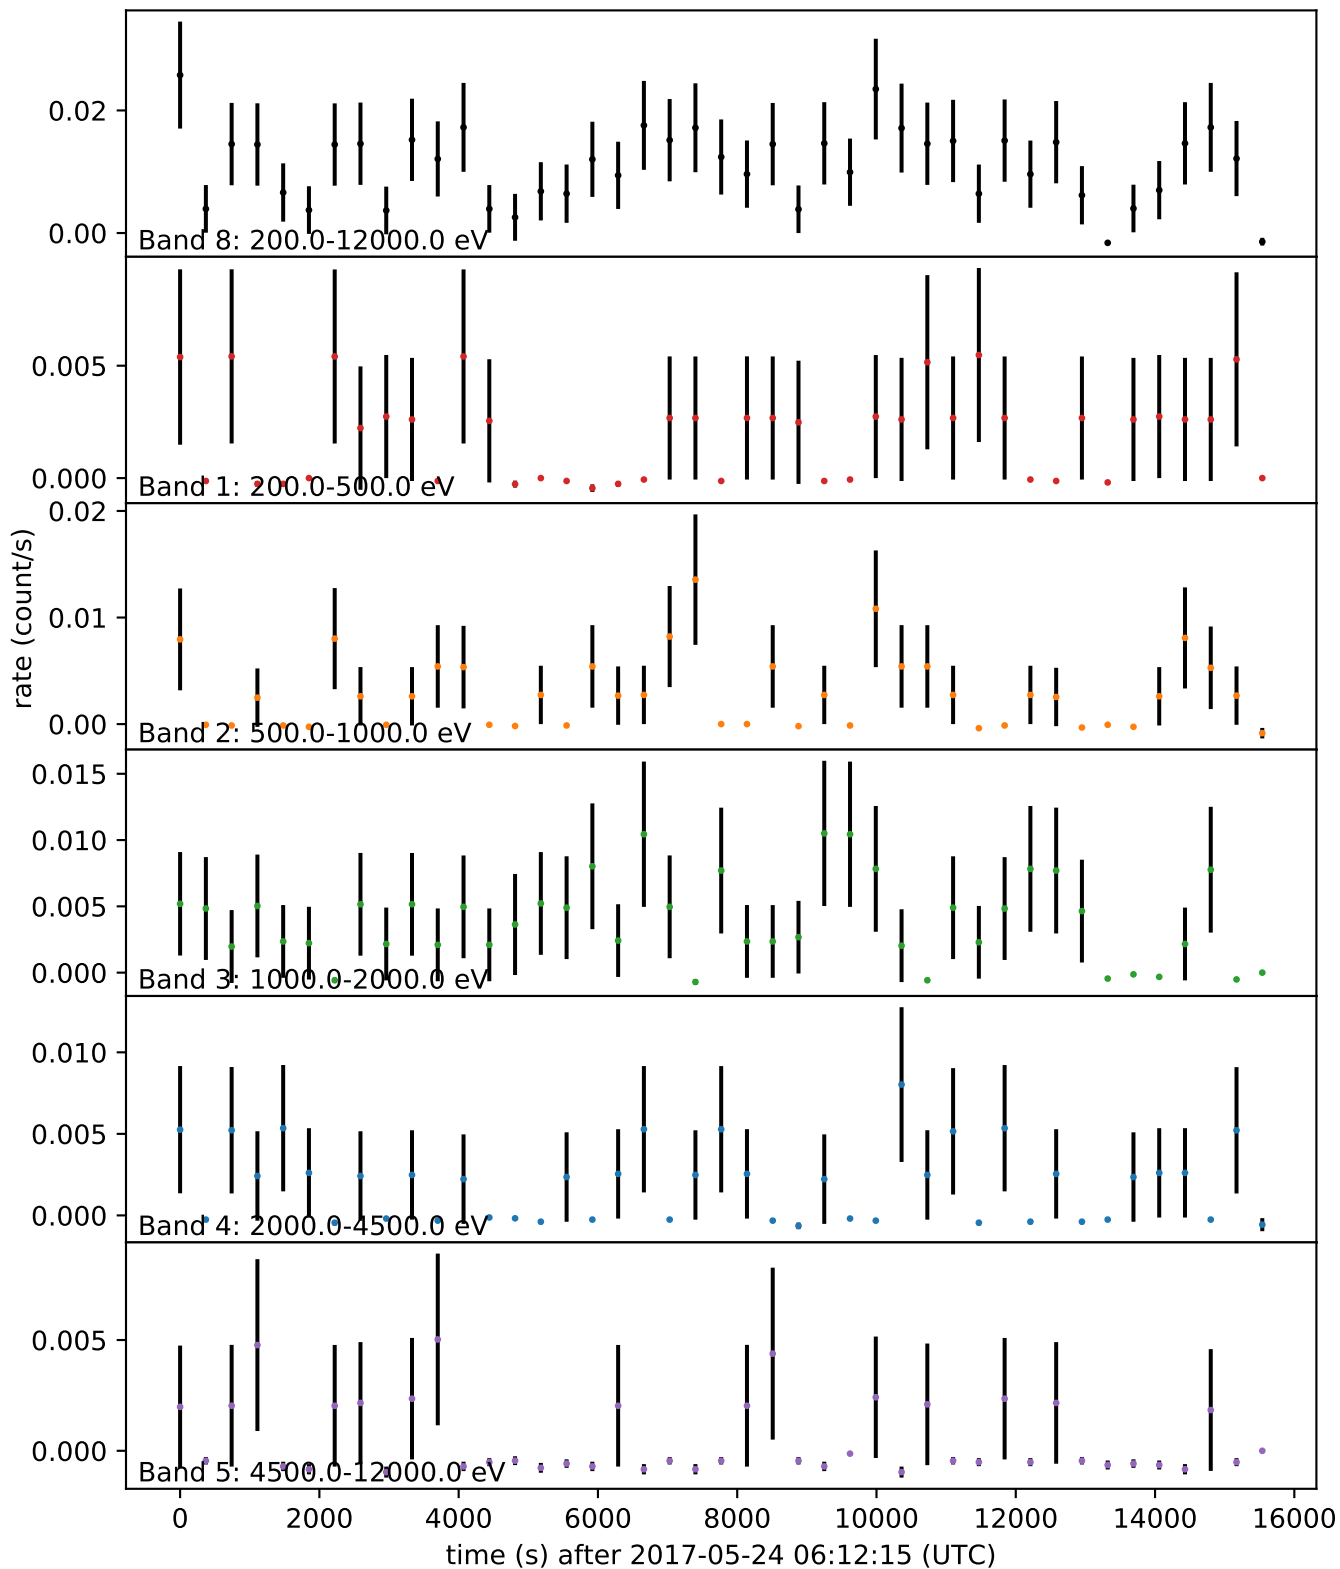 0.02
0.00
Band 8: 200.0-12000.0 eV
0.005
0.000
Band 1: 200.0-500.0 eV
rate (count/s)
0.02
0.01
0.00
Band 2: 500.0-1000.0 eV
0.015
0.010
0.005
0.000
Band 3: 1000.0-2000.0 eV
0.010
0.005
0.000
Band 4: 2000.0-4500.0 eV
0.005
0.000
Band 5: 4500.0-12000.0 eV
0 2000 4000 6000 8000 10000 12000 14000 16000
time (s) after 2017-05-24 06:12:15 (UTC)